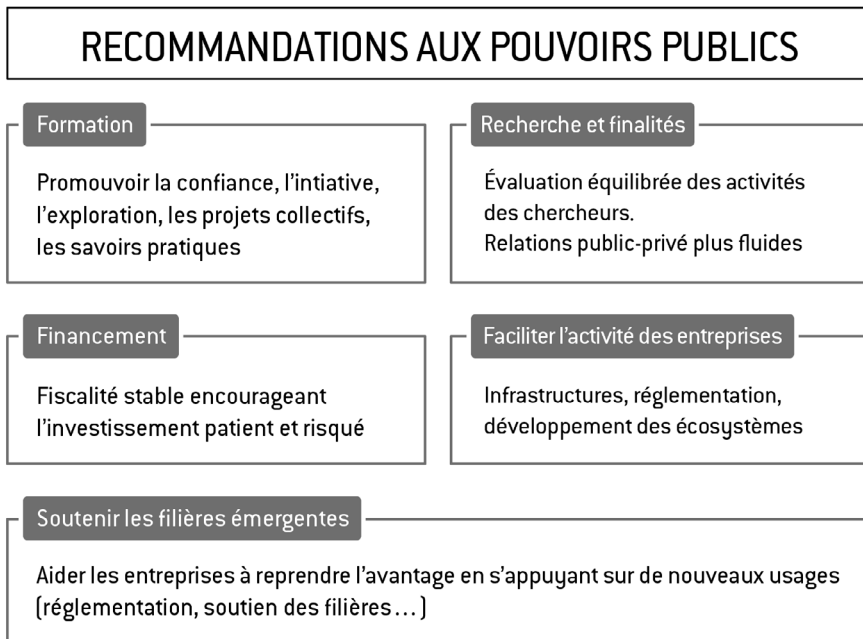 RECOMMANDATIONS AUX POUVOIRS PUBLICS
Formation
Promouvoir la confiance, l'intiative,
l'exploration, les projets collectifs,
les savoirs pratiques
Recherche et finalités
Évaluation équilibrée des activités
des chercheurs.
Relations public-privé plus fluides
Financement
Fiscalité stable encourageant
l'investissement patient et risqué
Faciliter l'activité des entreprises
Infrastructures, réglementation,
développement des écosystèmes
Soutenir les filières émergentes
Aider les entreprises à reprendre l'avantage en s'appuyant sur de nouveaux usages
(réglementation, soutien des filières…)